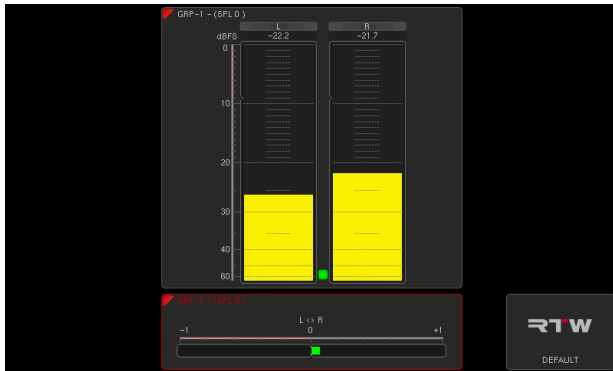 GRP-1 - (SPL 0)
L R
dBFS -22.2 -21.7
0
10
20
30
40
60
GRP-1 - (SPL 0)
L <> R
-1 0 +1
RTW
DEFAULT